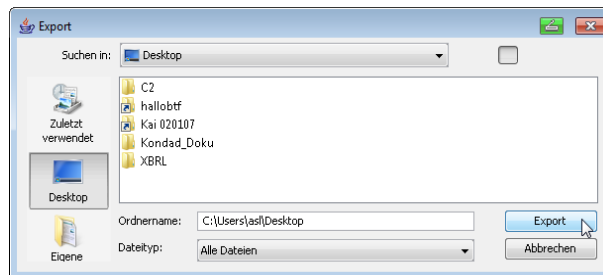 Export
Suchen in: Desktop
C2
hallobtf
Kai 020107
Kondad_Doku
XBRL
Zuletzt
verwendet
Desktop
Eigene
Ordnername: C:\Users\asl\Desktop Export
Dateityp: Alle Dateien Abbrechen